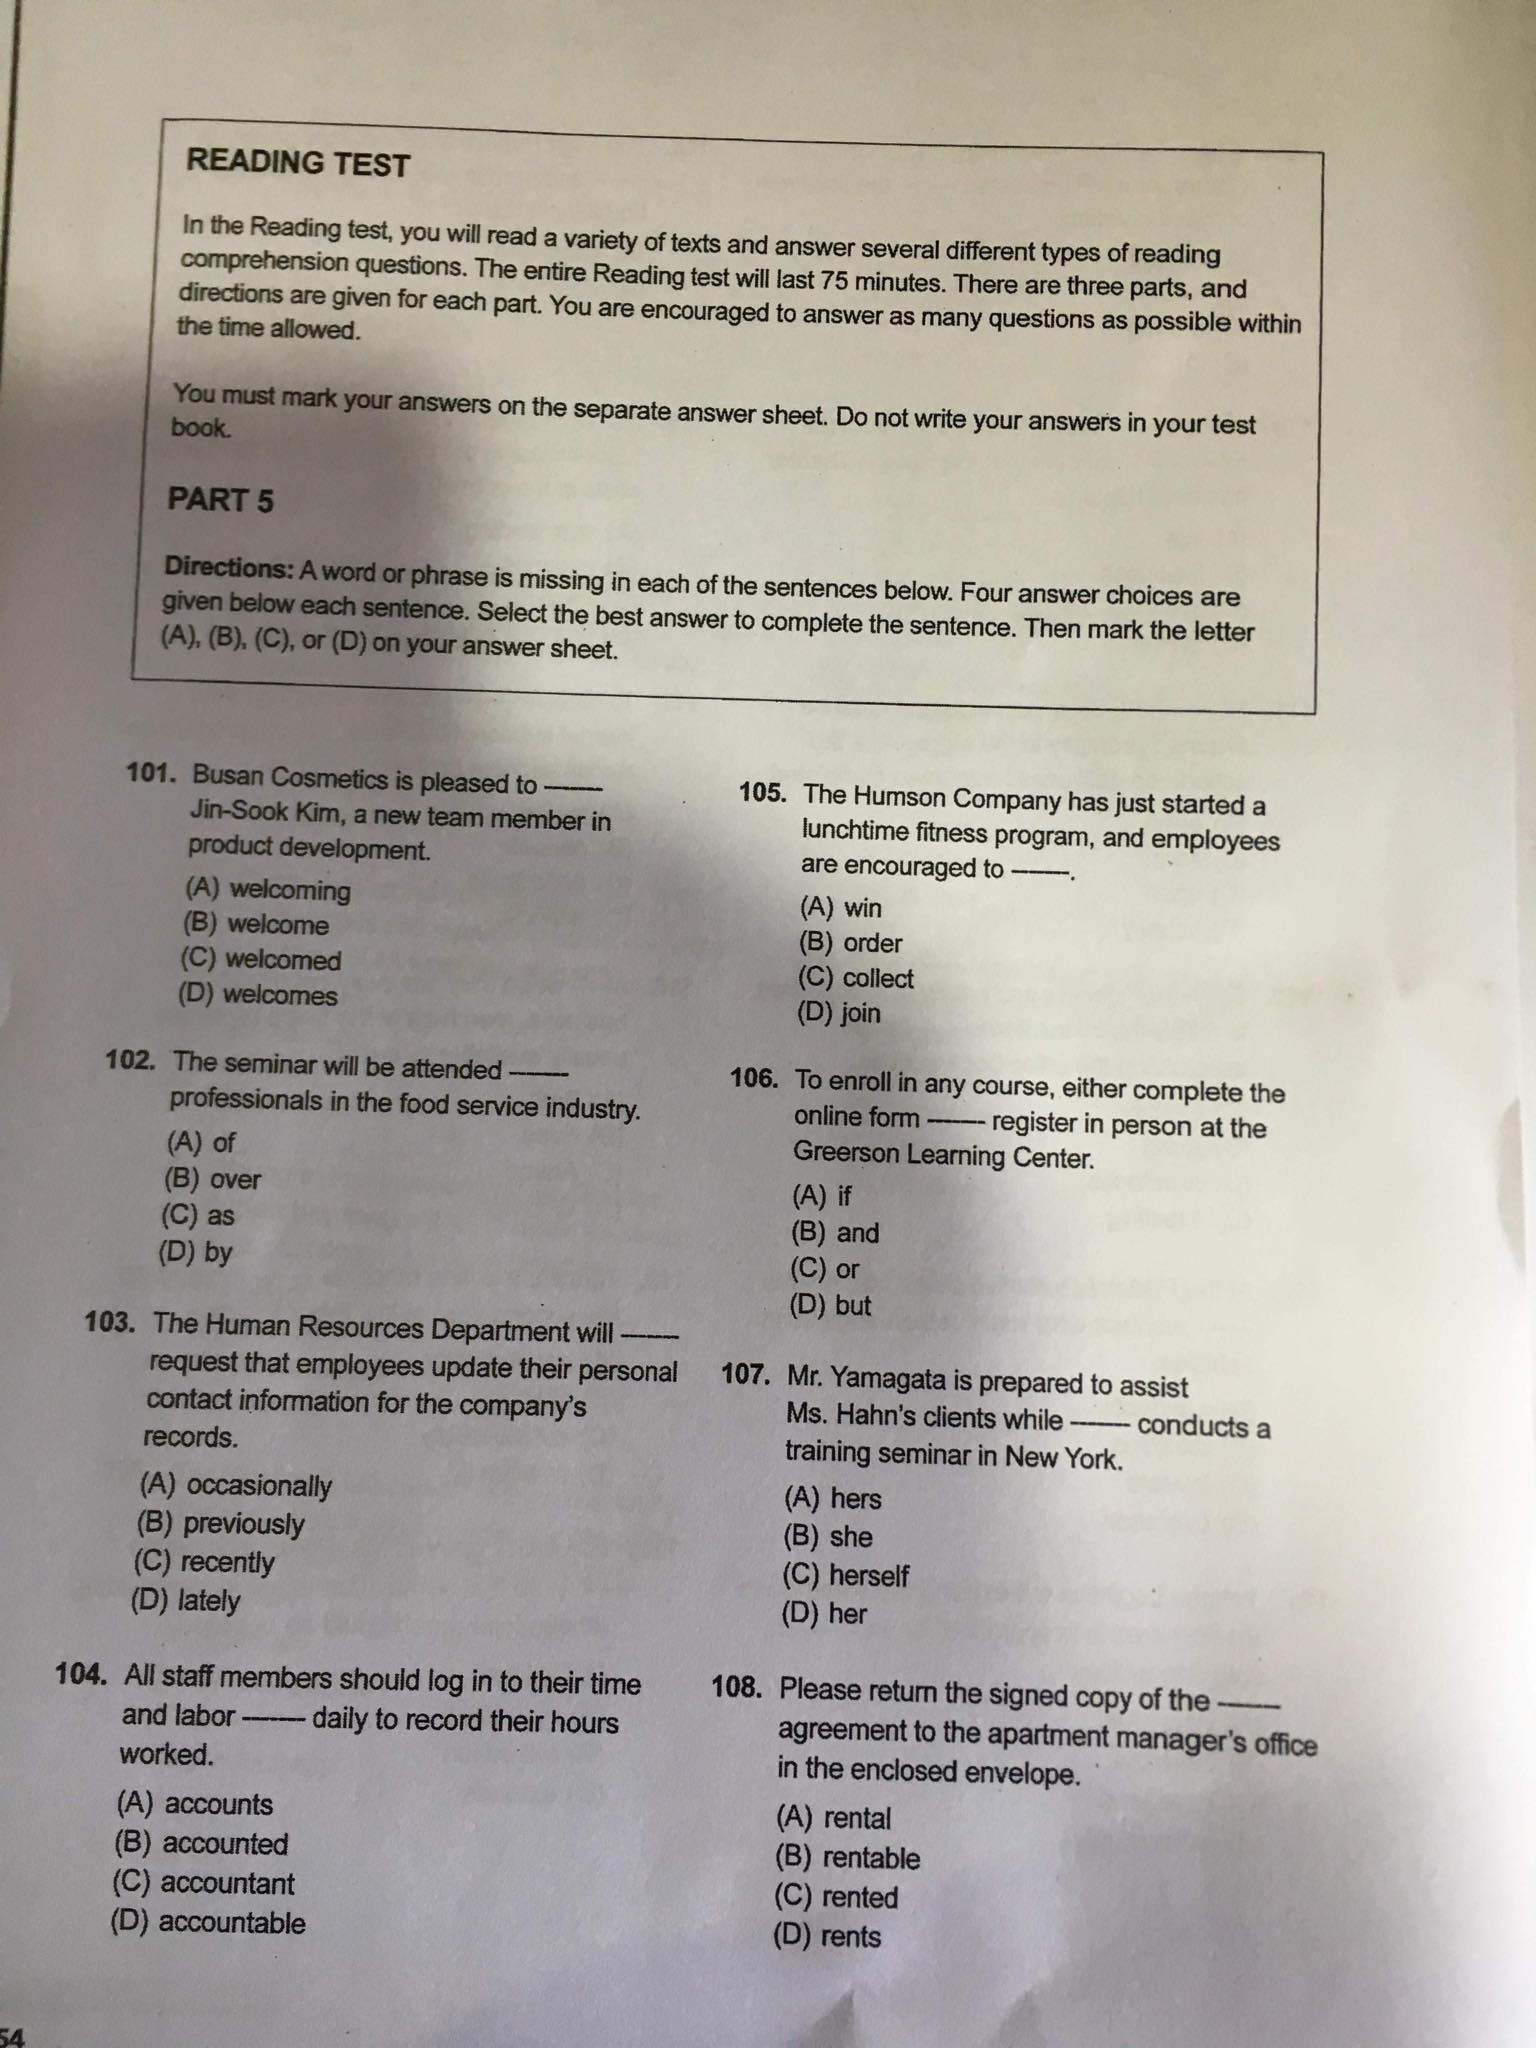 READING TEST
In the Reading test, you will read a variety of texts and answer several different types of reading
comprehension questions. The entire Reading test will last 75 minutes. There are three parts, and
directions are given for each part. You are encouraged to answer as many questions as possible within
the time allowed.
You must mark your answers on the separate answer sheet. Do not write your answers in your test
book.
PART 5
Directions: A word or phrase is missing in each of the sentences below. Four answer choices are
given below each sentence. Select the best answer to complete the sentence. Then mark the letter
(A), (B), (C), or (D) on your answer sheet.
101. Busan Cosmetics is pleased to ———
Jin-Sook Kim, a new team member in
product development.
(A) welcoming
(B) welcome
(C) welcomed
(D) welcomes
102. The seminar will be attended ———
professionals in the food service industry.
(A) of
(B) over
(C) as
(D) by
103. The Human Resources Department will ———
request that employees update their personal
contact information for the company's
records.
(A) occasionally
(B) previously
(C) recently
(D) lately
104. All staff members should log in to their time
and labor ——— daily to record their hours
worked.
(A) accounts
(B) accounted
(C) accountant
(D) accountable
105. The Humson Company has just started a
lunchtime fitness program, and employees
are encouraged to ———.
(A) win
(B) order
(C) collect
(D) join
106. To enroll in any course, either complete the
online form ——— register in person at the
Greerson Learning Center.
(A) if
(B) and
(C) or
(D) but
107. Mr. Yamagata is prepared to assist
Ms. Hahn's clients while ——— conducts a
training seminar in New York.
(A) hers
(B) she
(C) herself
(D) her
108. Please return the signed copy of the ———
agreement to the apartment manager's office
in the enclosed envelope.
(A) rental
(B) rentable
(C) rented
(D) rents
54